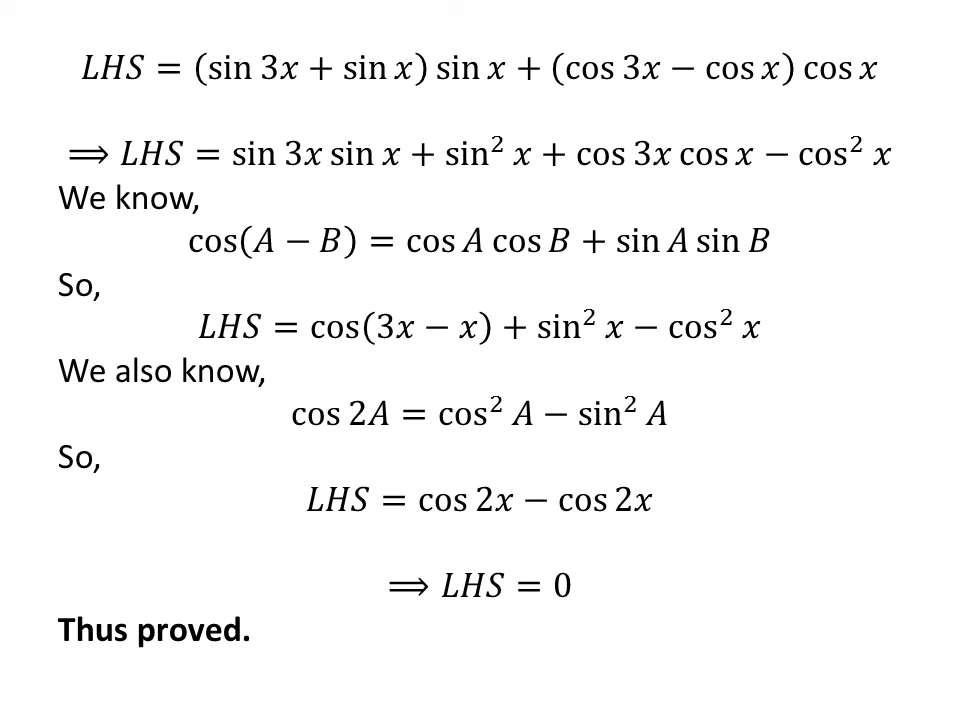 𝐿𝐻𝑆 = (sin 3𝑥 + sin 𝑥) sin 𝑥 + (cos 3𝑥 − cos 𝑥) cos 𝑥
⟹ 𝐿𝐻𝑆 = sin 3𝑥 sin 𝑥 + sin² 𝑥 + cos 3𝑥 cos 𝑥 − cos² 𝑥
We know,
cos(𝐴 − 𝐵) = cos 𝐴 cos 𝐵 + sin 𝐴 sin 𝐵
So,
𝐿𝐻𝑆 = cos(3𝑥 − 𝑥) + sin² 𝑥 − cos² 𝑥
We also know,
cos 2𝐴 = cos² 𝐴 − sin² 𝐴
So,
𝐿𝐻𝑆 = cos 2𝑥 − cos 2𝑥
⟹ 𝐿𝐻𝑆 = 0
Thus proved.